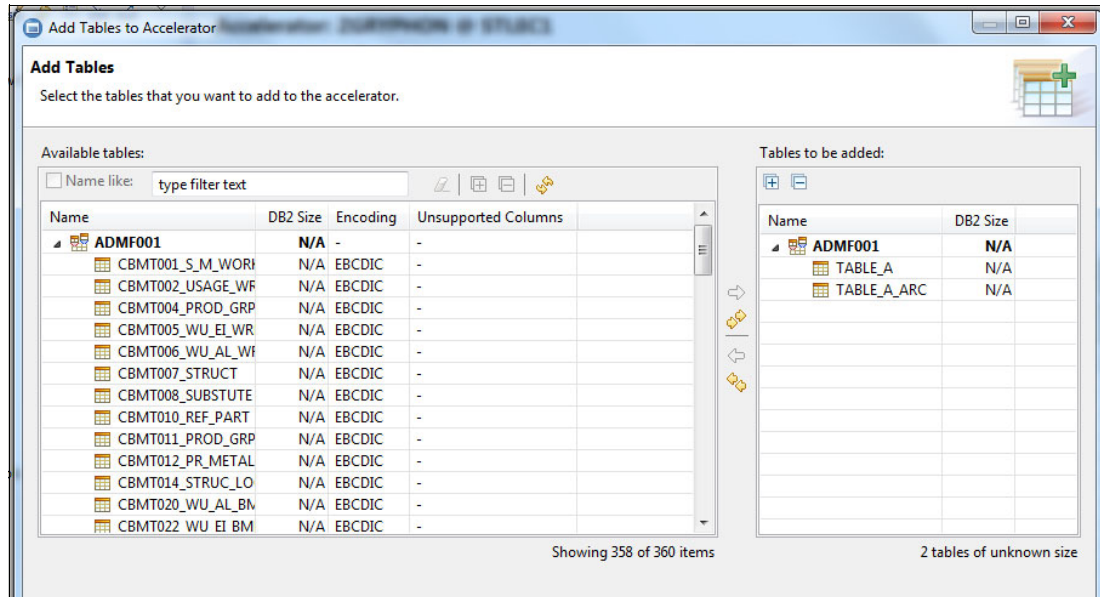 Add Tables to Accelerator
Add Tables
Select the tables that you want to add to the accelerator.
Available tables:
Name like: type filter text
Name DB2 Size Encoding Unsupported Columns
ADMF001 N/A - -
CBMT001_S_M_WORK N/A EBCDIC -
CBMT002_USAGE_WR N/A EBCDIC -
CBMT004_PROD_GRP N/A EBCDIC -
CBMT005_WU_EI_WR N/A EBCDIC -
CBMT006_WU_AL_WR N/A EBCDIC -
CBMT007_STRUCT N/A EBCDIC -
CBMT008_SUBSTUTE N/A EBCDIC -
CBMT010_REF_PART N/A EBCDIC -
CBMT011_PROD_GRP N/A EBCDIC -
CBMT012_PR_METAL N/A EBCDIC -
CBMT014_STRUC_LO N/A EBCDIC -
CBMT020_WU_AL_BM N/A EBCDIC -
CBMT022_WU_EI_BM N/A EBCDIC -
Showing 358 of 360 items
Tables to be added:
Name DB2 Size
ADMF001 N/A
TABLE_A N/A
TABLE_A_ARC N/A
2 tables of unknown size